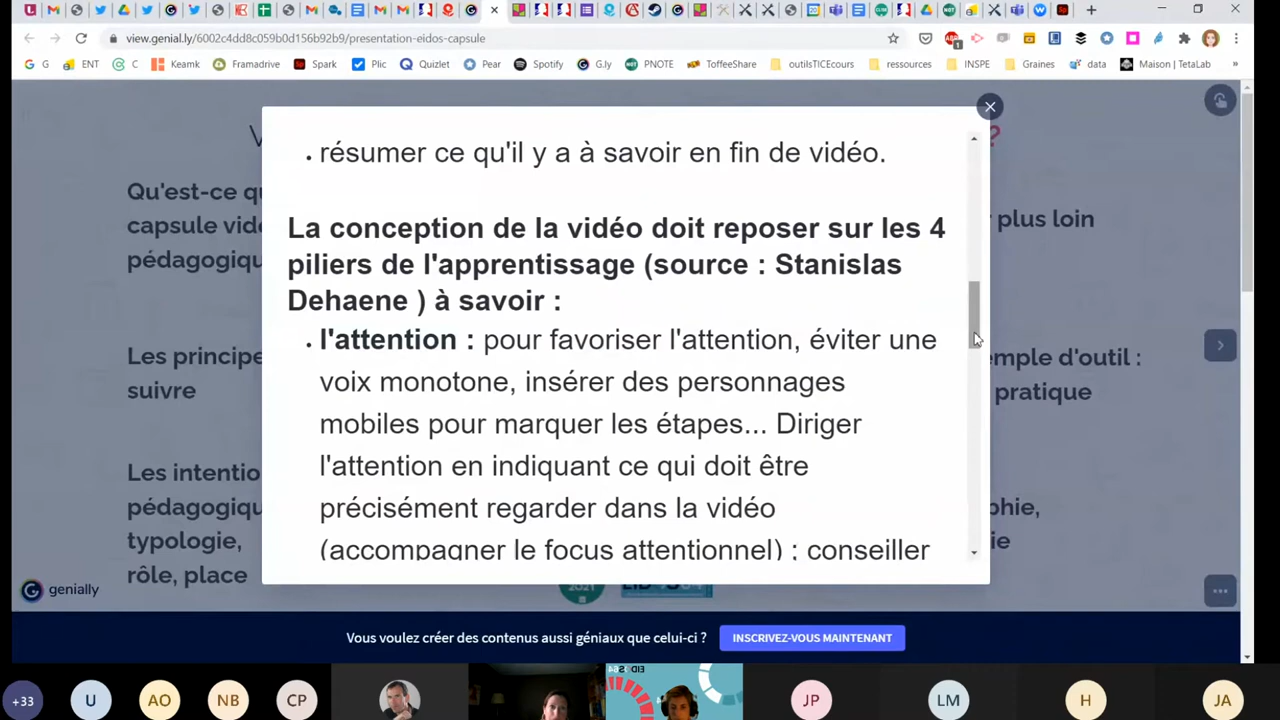 view.genial.ly/6002c4dd8c059b0d156b92b9/presentation-eidos-capsule
G
ENT
C
Keamk
Framadrive
Spark
Plic
Quizlet
Pear
Spotify
G.ly
PNOTE
ToffeeShare
outilsTICEcours
ressources
INSPE
Graines
data
Maison | TetaLab
V
?
Qu'est-ce qu
capsule vidé
pédagogique
plus loin
Les principe
suivre
mple d'outil :
pratique
Les intentio
pédagogiqu
typologie,
rôle, place
hie,
ie
résumer ce qu'il y a à savoir en fin de vidéo.
La conception de la vidéo doit reposer sur les 4
piliers de l'apprentissage (source : Stanislas
Dehaene ) à savoir :
l'attention : pour favoriser l'attention, éviter une
voix monotone, insérer des personnages
mobiles pour marquer les étapes... Diriger
l'attention en indiquant ce qui doit être
précisément regarder dans la vidéo
(accompagner le focus attentionnel) : conseiller
genially
2021
Vous voulez créer des contenus aussi géniaux que celui-ci ?
INSCRIVEZ-VOUS MAINTENANT
+33
U
AO
NB
CP
JP
LM
H
JA